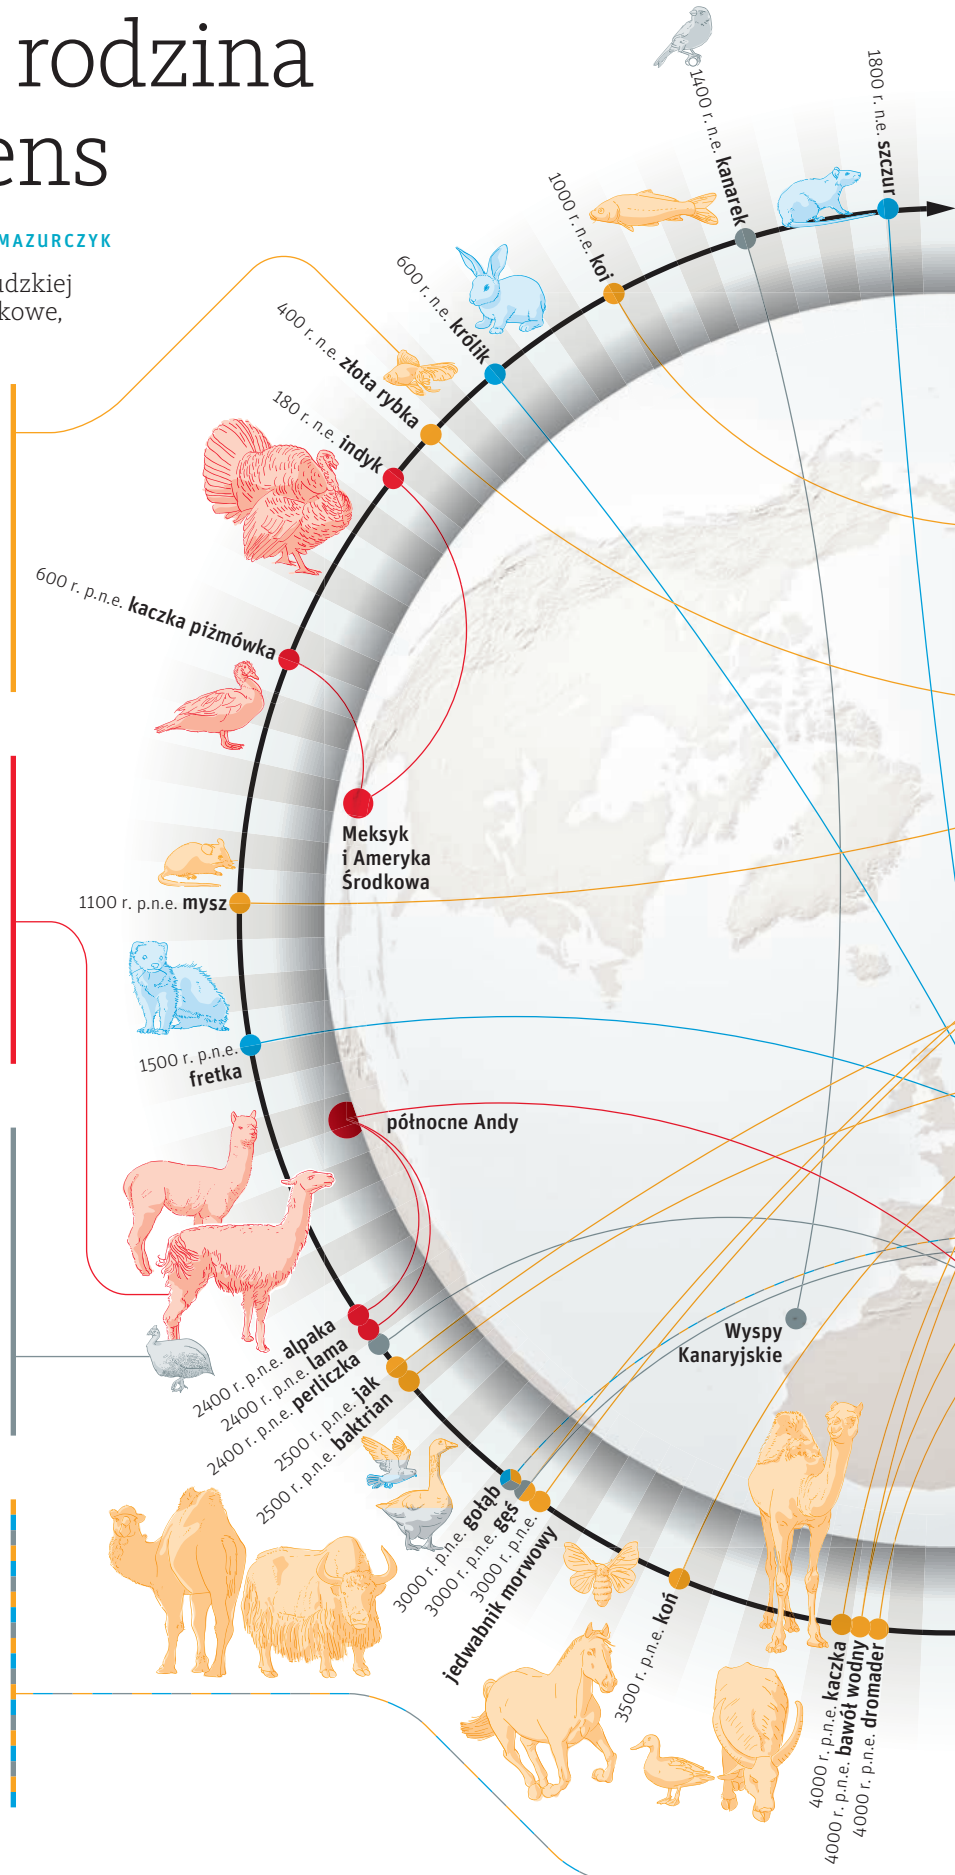 rodzina
ens
MAZURCZYK
udzkiej
kowe,
1800 r. n.e. szczur
1400 r. n.e. kanarek
1000 r. n.e. koi
600 r. n.e. królik
400 r. n.e. złota rybka
180 r. n.e. indyk
600 r. p.n.e. kaczka piżmówka
Meksyk
i Ameryka
Środkowa
1100 r. p.n.e. mysz
1500 r. p.n.e.
fretka
północne Andy
2400 r. p.n.e. alpaka
2400 r. p.n.e. lama
2400 r. p.n.e. perliczka
2500 r. p.n.e. jak
2500 r. p.n.e. baktrian
Wyspy
Kanaryjskie
3000 r. p.n.e. gołąb
3000 r. p.n.e. gęś
3000 r. p.n.e.
jedwabnik morwowy
3500 r. p.n.e. koń
4000 r. p.n.e. kaczka
4000 r. p.n.e. bawół wodny
4000 r. p.n.e. dromader